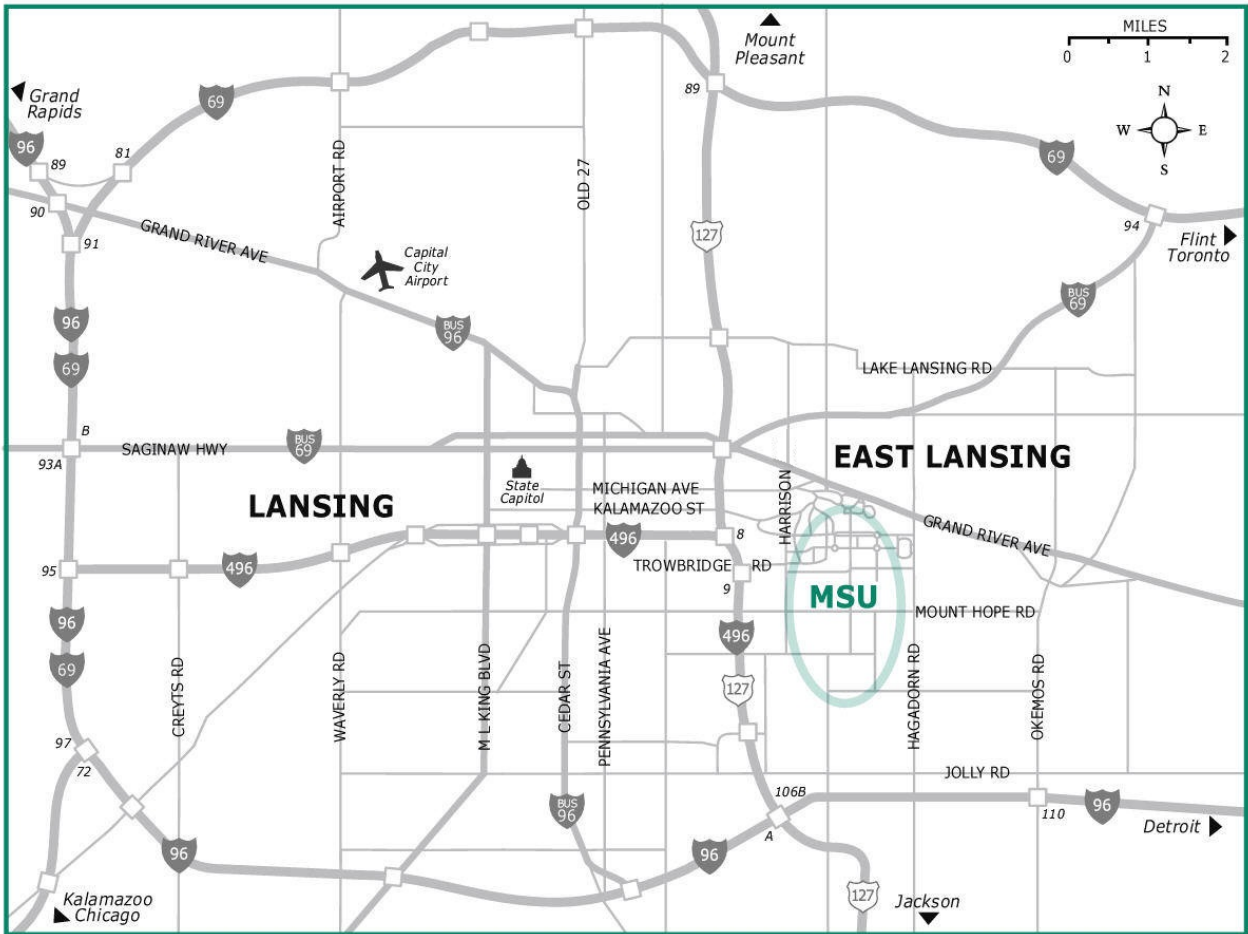 MILES
0 1 2
N
W E
S
Mount
Pleasant
Grand
Rapids
96
89
81
69
90
91
89
69
94
Flint
Toronto
GRAND RIVER AVE
AIRPORT RD
OLD 27
127
Capital
City
Airport
BUS
96
BUS
69
96
69
LAKE LANSING RD
B
93A
SAGINAW HWY
BUS
69
State
Capitol
EAST LANSING
LANSING
MICHIGAN AVE
KALAMAZOO ST
HARRISON
GRAND RIVER AVE
95
496
496
8
TROWBRIDGE RD
9
MSU
MOUNT HOPE RD
96
69
496
127
CREYTS RD
WAVERLY RD
M L KING BLVD
CEDAR ST
PENNSYLVANIA AVE
HAGADORN RD
OKEMOS RD
97
72
JOLLY RD
BUS
96
106B
A
96
96
110
96
Detroit
127
Jackson
Kalamazoo
Chicago